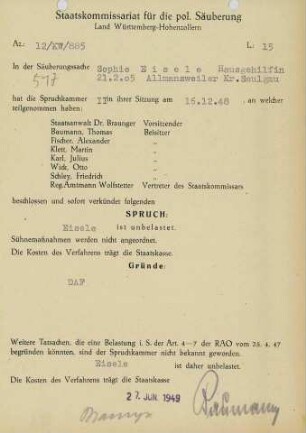 Staatskommissariat für die pol. Säuberung
Land Württemberg-Hohenzollern
Az.: 12/XV/885 L: 15
In der Säuberungssache Sophie Eisele Hausgehilfin
517 21.2.05 Allmannsweiler Kr. Saulgau
hat die Spruchkammer in ihrer Sitzung am 16.12.48, an welcher
teilgenommen haben:
Staatsanwalt Dr. Braunger Vorsitzender
Baumann, Thomas Beisitzer
Fischer, Alexander "
Klett, Martin "
Karl, Julius "
Wirk, Otto "
Schley, Friedrich "
Reg.Amtmann Wolfstetter Vertreter des Staatskommissars
beschlossen und sofort verkündet folgenden
SPRUCH:
Eisele ist unbelastet.
Sühnemaßnahmen werden nicht angeordnet.
Die Kosten des Verfahrens trägt die Staatskasse.
Gründe:
DAF
Weitere Tatsachen, die eine Belastung i. S. der Art. 4—7 der RAO vom 25. 4. 47
begründen könnten, sind der Spruchkammer nicht bekannt geworden.
Eisele ist daher unbelastet.
Die Kosten des Verfahrens trägt die Staatskasse
27. JUNI 1949